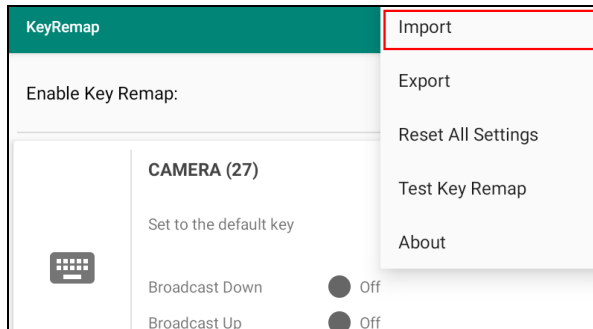 KeyRemap
Import
Enable Key Remap:
Export
Reset All Settings
CAMERA (27)
Test Key Remap
Set to the default key
About
Broadcast Down Off
Broadcast Up Off